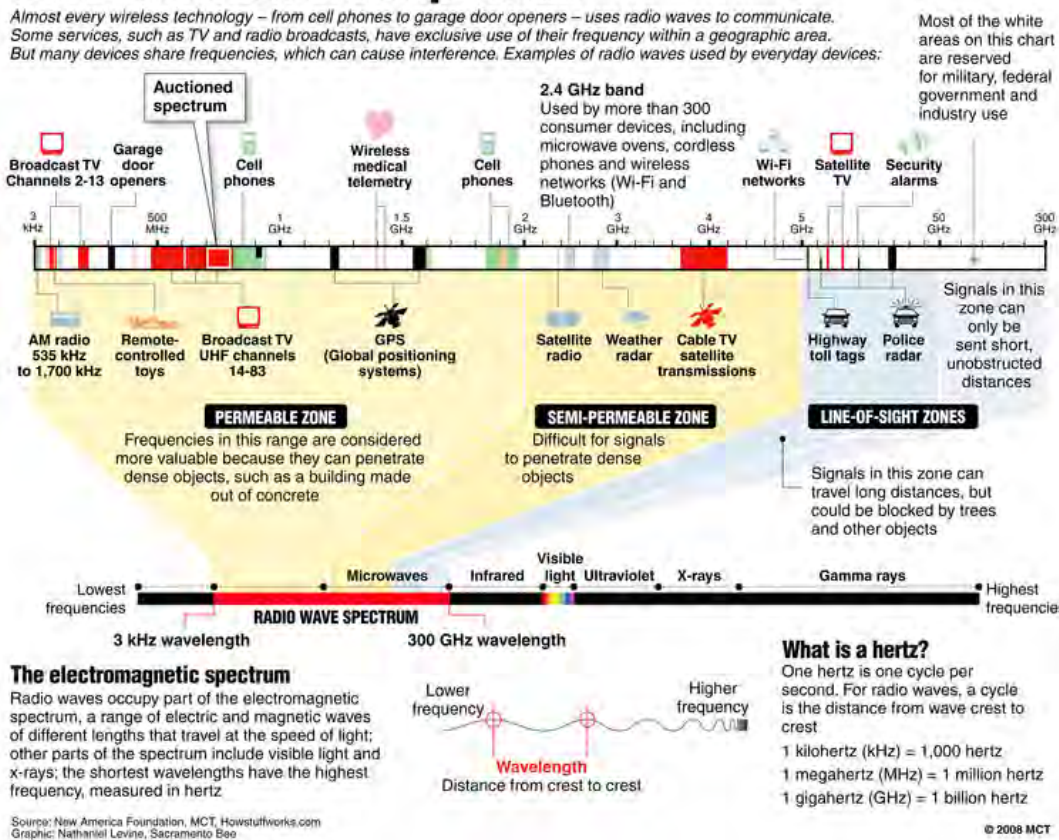 Almost every wireless technology – from cell phones to garage door openers – uses radio waves to communicate.
Some services, such as TV and radio broadcasts, have exclusive use of their frequency within a geographic area.
But many devices share frequencies, which can cause interference. Examples of radio waves used by everyday devices:
Most of the white
areas on this chart
are reserved
for military, federal
government and
industry use
Auctioned
spectrum
2.4 GHz band
Used by more than 300
consumer devices, including
microwave ovens, cordless
phones and wireless
networks (Wi-Fi and
Bluetooth)
Broadcast TV
Channels 2-13
Garage
door
openers
Cell
phones
Wireless
medical
telemetry
Cell
phones
Wi-Fi
networks
Satellite
TV
Security
alarms
3
kHz
500
MHz
1
GHz
1.5
GHz
2
GHz
3
GHz
4
GHz
5
GHz
50
GHz
300
GHz
AM radio
535 kHz
to 1,700 kHz
Remote-
controlled
toys
Broadcast TV
UHF channels
14-83
GPS
(Global positioning
systems)
Satellite
radio
Weather
radar
Cable TV
satellite
transmissions
Highway
toll tags
Police
radar
Signals in this
zone can
only be
sent short,
unobstructed
distances
PERMEABLE ZONE
Frequencies in this range are considered
more valuable because they can penetrate
dense objects, such as a building made
out of concrete
SEMI-PERMEABLE ZONE
Difficult for signals
to penetrate dense
objects
LINE-OF-SIGHT ZONES
Signals in this zone can
travel long distances, but
could be blocked by trees
and other objects
Lowest
frequencies
Microwaves
Infrared
Visible
light
Ultraviolet
X-rays
Gamma rays
Highest
frequencie
RADIO WAVE SPECTRUM
3 kHz wavelength
300 GHz wavelength
The electromagnetic spectrum
Radio waves occupy part of the electromagnetic
spectrum, a range of electric and magnetic waves
of different lengths that travel at the speed of light;
other parts of the spectrum include visible light and
x-rays; the shortest wavelengths have the highest
frequency, measured in hertz
Lower
frequency
Higher
frequency
Wavelength
Distance from crest to crest
What is a hertz?
One hertz is one cycle per
second. For radio waves, a cycle
is the distance from wave crest to
crest
1 kilohertz (kHz) = 1,000 hertz
1 megahertz (MHz) = 1 million hertz
1 gigahertz (GHz) = 1 billion hertz
Source: New America Foundation, MCT, Howstuffworks.com
Graphic: Nathaniel Levine, Sacramento Bee
© 2008 MCT